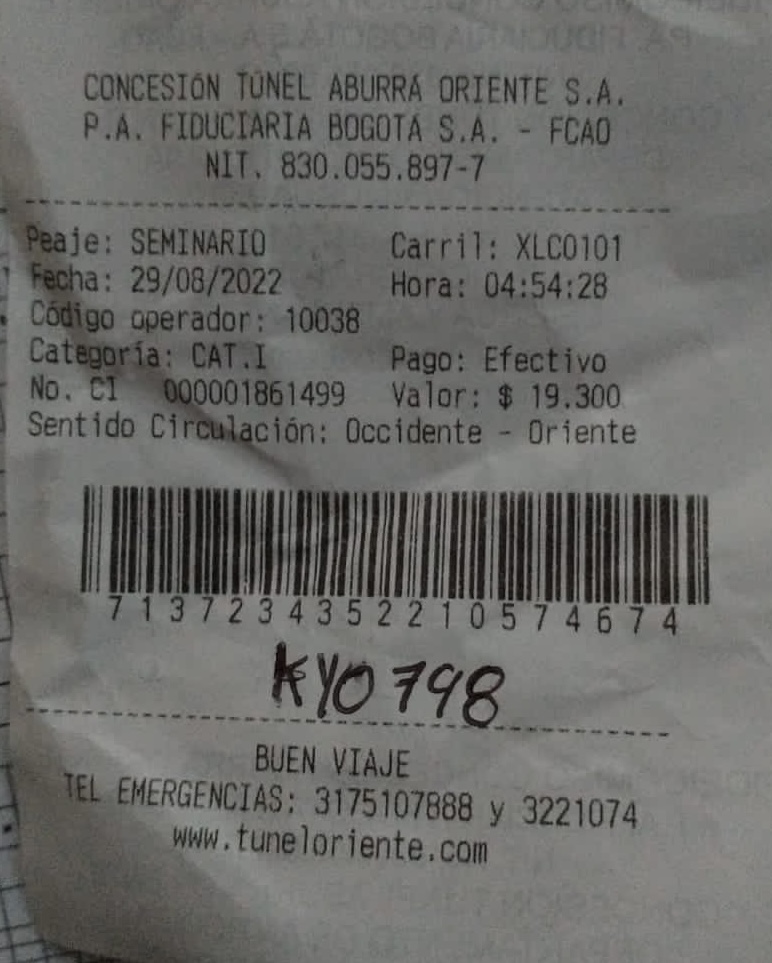 CONCESIÓN TÚNEL ABURRÁ ORIENTE S.A.
P.A. FIDUCIARIA BOGOTÁ S.A. - FCAO
NIT. 830.055.897-7
Peaje: SEMINARIO Carril: XLC0101
Fecha: 29/08/2022 Hora: 04:54:28
Código operador: 10038
Categoría: CAT.I Pago: Efectivo
No. CI 000001861499 Valor: $ 19.300
Sentido Circulación: Occidente - Oriente
7137234352210574674
KYO798
BUEN VIAJE
TEL EMERGENCIAS: 3175107888 y 3221074
www.tuneloriente.com